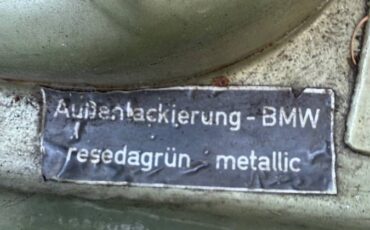 Außenlackierung - BMW
resedagrün metallic